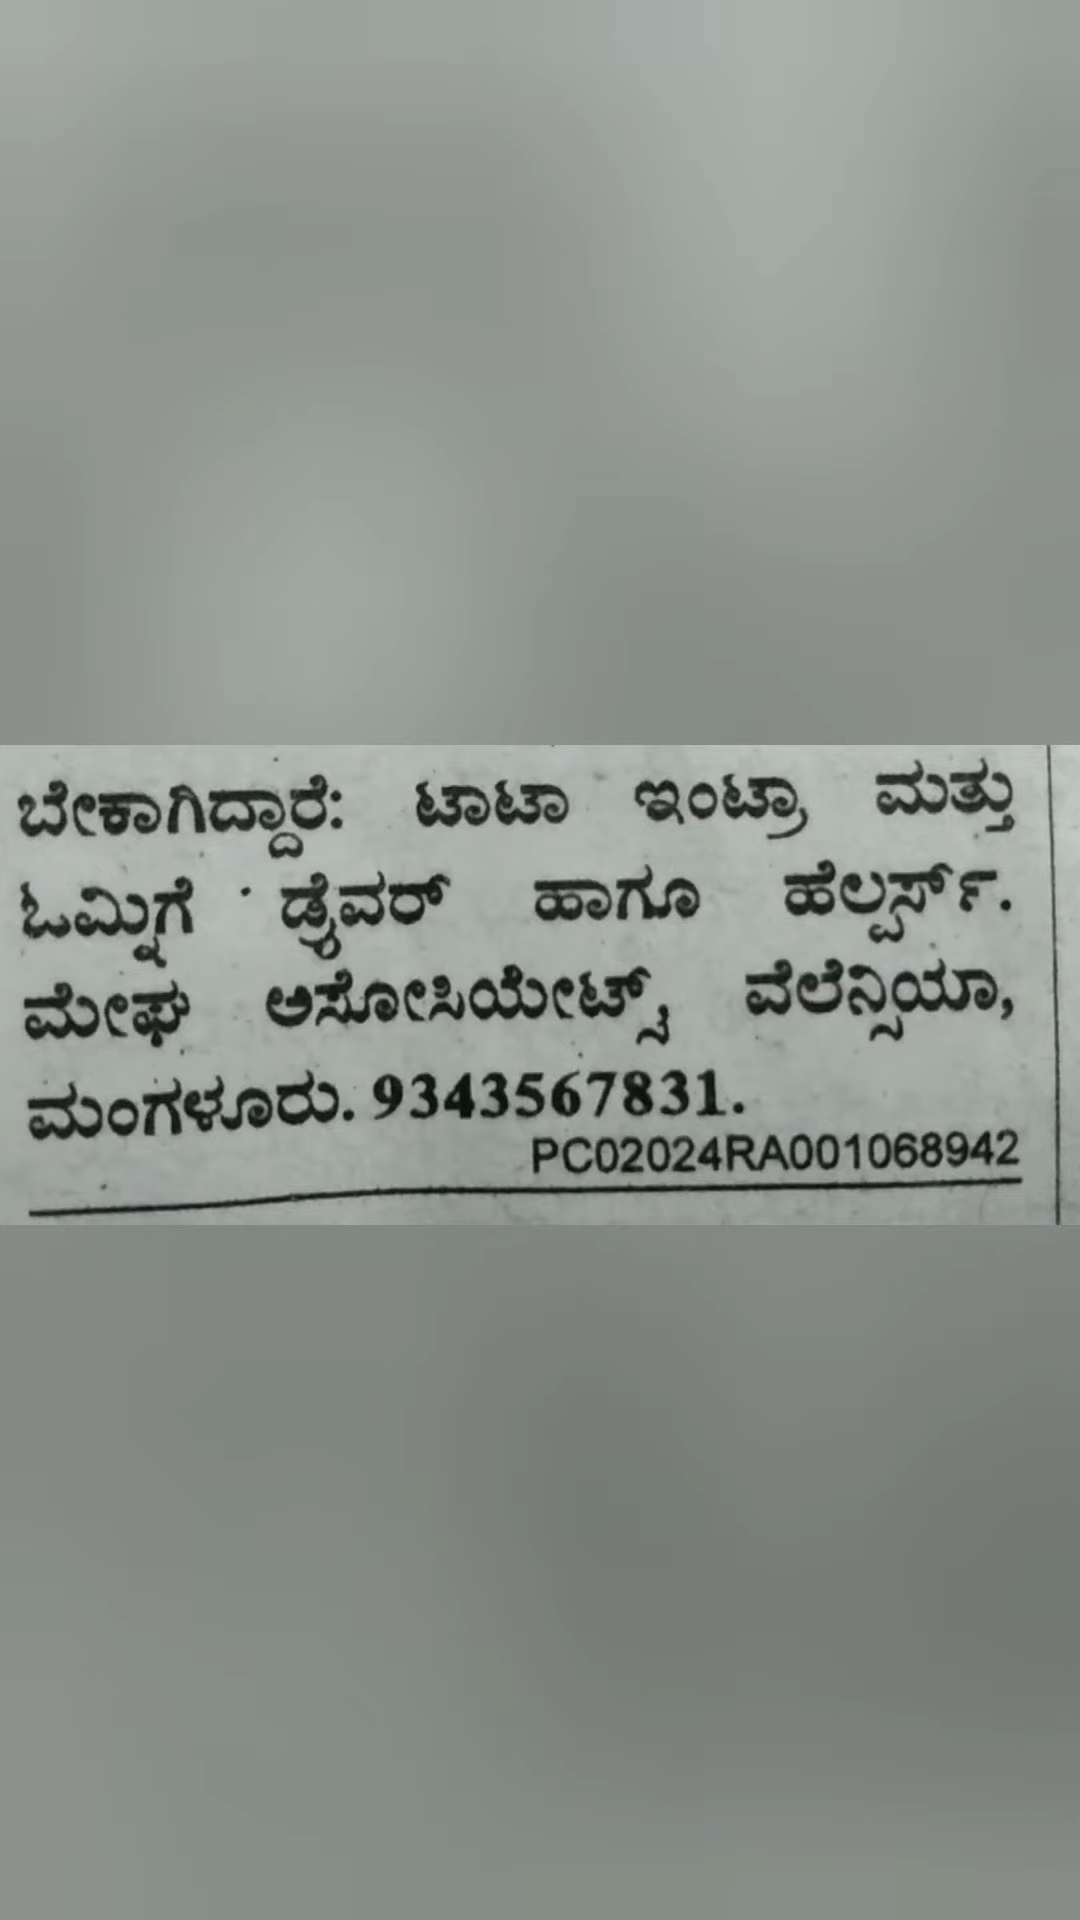 ಬೇಕಾಗಿದ್ದಾರೆ: ಟಾಟಾ ಇಂಟ್ರಾ ಮತ್ತು
ಓಮ್ನಿಗೆ ಡ್ರೈವರ್ ಹಾಗೂ ಹೆಲ್ಪರ್ಸ್.
ಮೇಘ ಅಸೋಸಿಯೇಟ್ಸ್, ವೆಲೆನ್ಸಿಯಾ,
ಮಂಗಳೂರು. 9343567831.
PC02024RA001068942